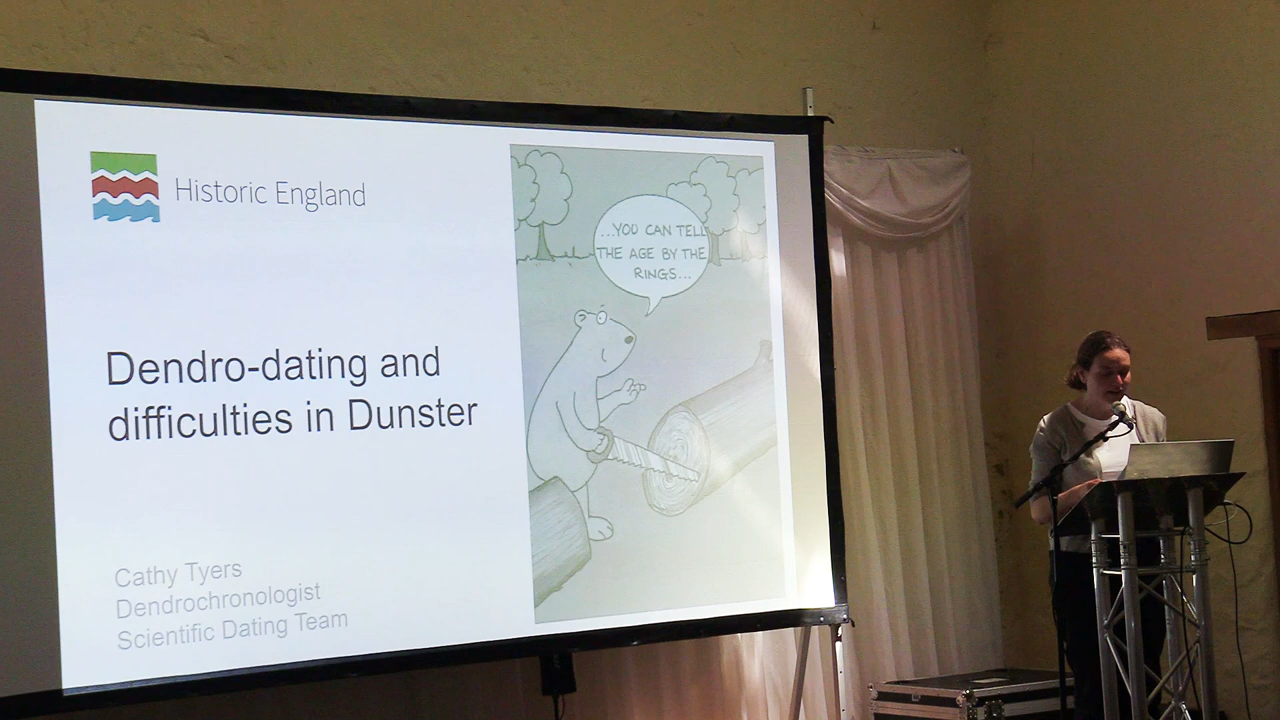 Historic England
...YOU CAN TELL
THE AGE BY THE
RINGS...
Dendro-dating and
difficulties in Dunster
Cathy Tyers
Dendrochronologist
Scientific Dating Team